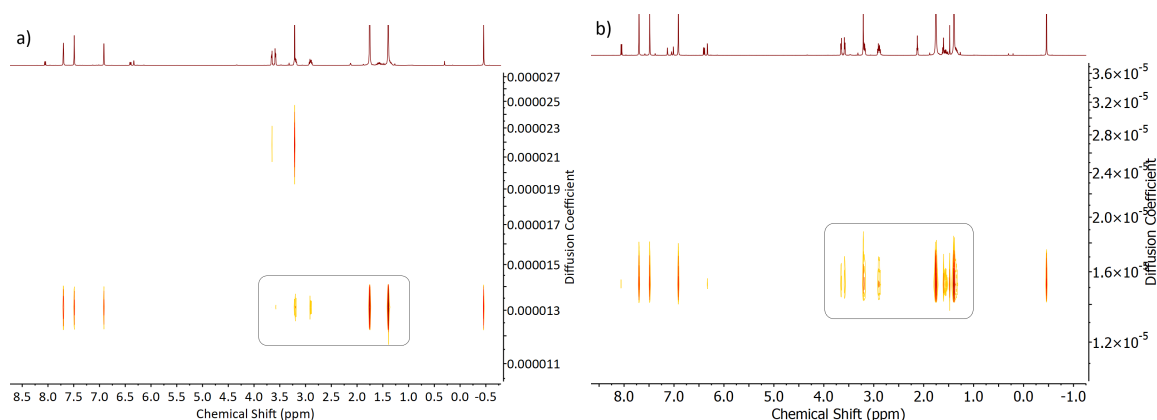 a)
0.000027
0.000025
0.000023
0.000021
0.000019
0.000017
0.000015
0.000013
0.000011
Diffusion Coefficient
8.5 8.0 7.5 7.0 6.5 6.0 5.5 5.0 4.5 4.0 3.5 3.0 2.5 2.1 1.6 1.0 0.5 0.0 -0.5
Chemical Shift (ppm)
b)
3.6×10⁻⁵
3.2×10⁻⁵
2.8×10⁻⁵
2.4×10⁻⁵
2.0×10⁻⁵
1.6×10⁻⁵
1.2×10⁻⁵
Diffusion Coefficient
8.0 7.0 6.0 5.0 4.0 3.0 2.0 1.0 0.0 -1.0
Chemical Shift (ppm)